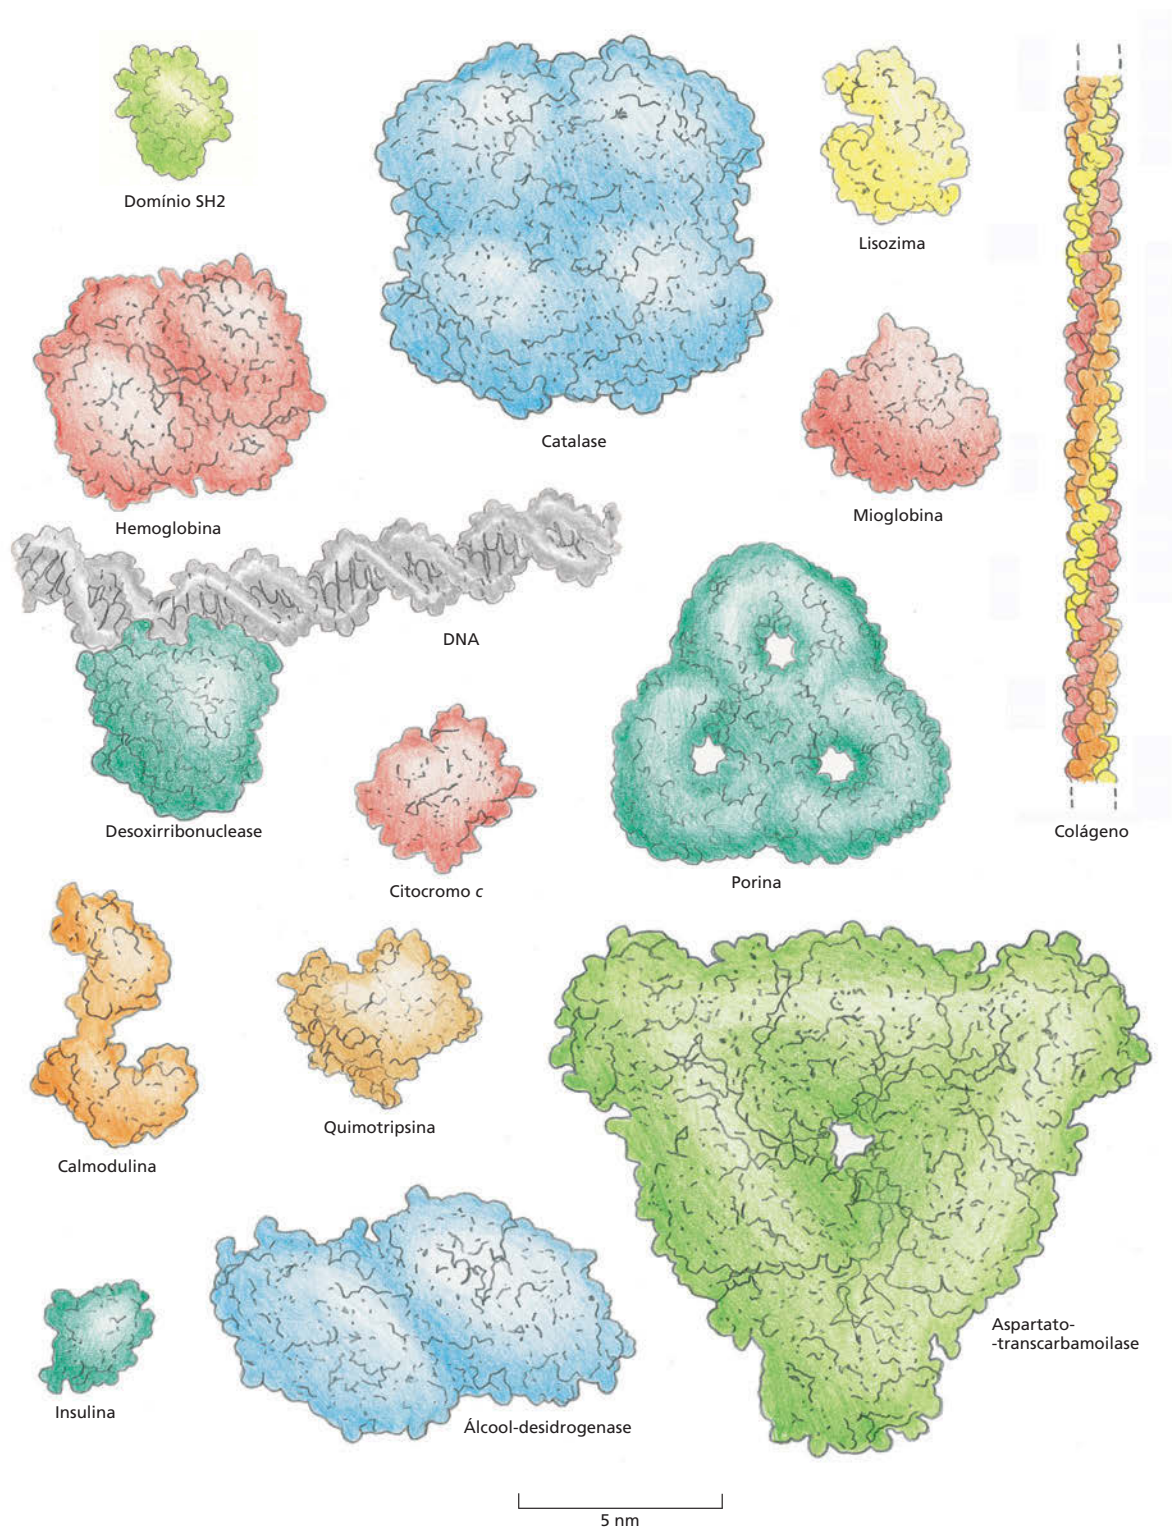 Domínio SH2
Lisozima
Catalase
Hemoglobina
Mioglobina
DNA
Desoxirribonuclease
Colágeno
Citocromo c
Porina
Quimotripsina
Calmodulina
Aspartato-
-transcarbamoilase
Insulina
Álcool-desidrogenase
5 nm